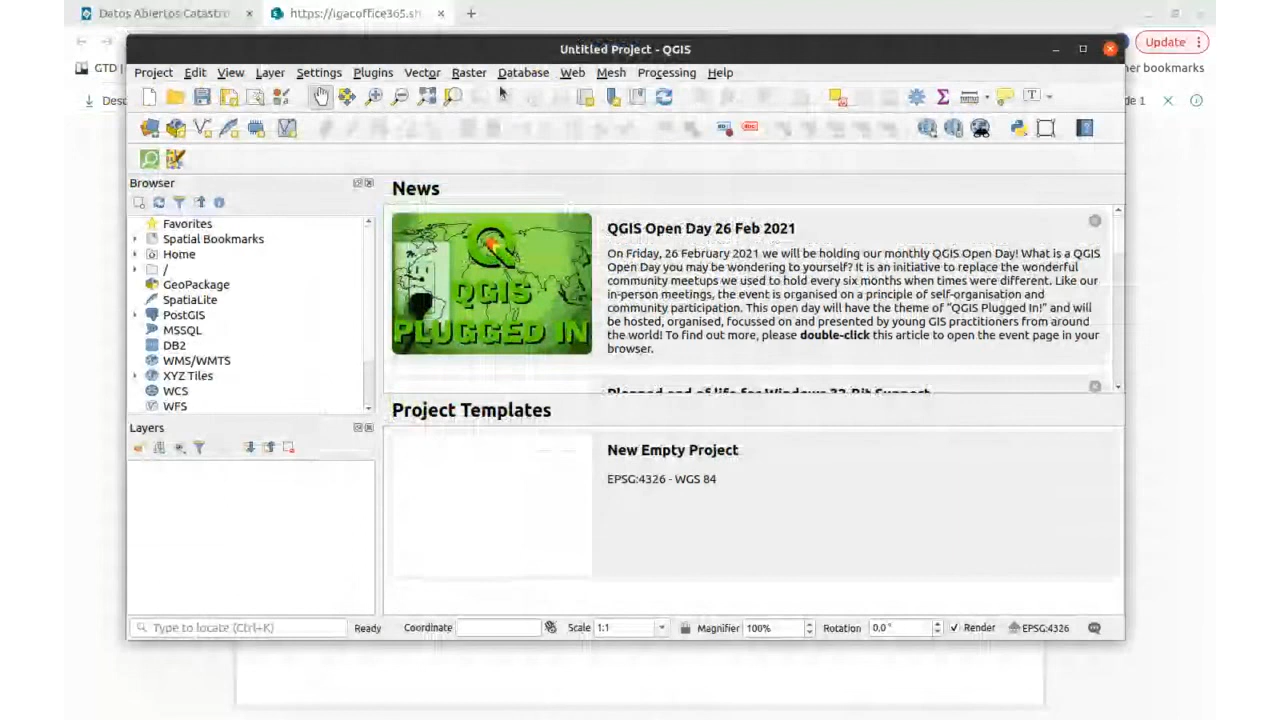 Datos Abiertos Catastro
https://igacoffice365.sh
Untitled Project - QGIS
Update
GTD |
her bookmarks
Project Edit View Layer Settings Plugins Vector Raster Database Web Mesh Processing Help
Desc
de 1
Browser
Favorites
Spatial Bookmarks
Home
/
GeoPackage
SpatiaLite
PostGIS
MSSQL
DB2
WMS/WMTS
XYZ Tiles
WCS
WFS
Layers
News
QGIS
PLUGGED IN
QGIS Open Day 26 Feb 2021
On Friday, 26 February 2021 we will be holding our monthly QGIS Open Day! What is a QGIS
Open Day you may be wondering to yourself? It is an initiative to replace the wonderful
community meetups we used to hold every six months when times were different. Like our
in-person meetings, the event is organised on a principle of self-organisation and
community participation. This open day will have the theme of "QGIS Plugged In!" and will
be hosted, organised, focussed on and presented by young GIS practitioners from around
the world! To find out more, please double-click this article to open the event page in your
browser.
Planned end of life for Windows 32-Bit Support
Project Templates
New Empty Project
EPSG:4326 - WGS 84
Type to locate (Ctrl+K) Ready Coordinate Scale 1:1 Magnifier 100% Rotation 0,0 ° Render EPSG:4326